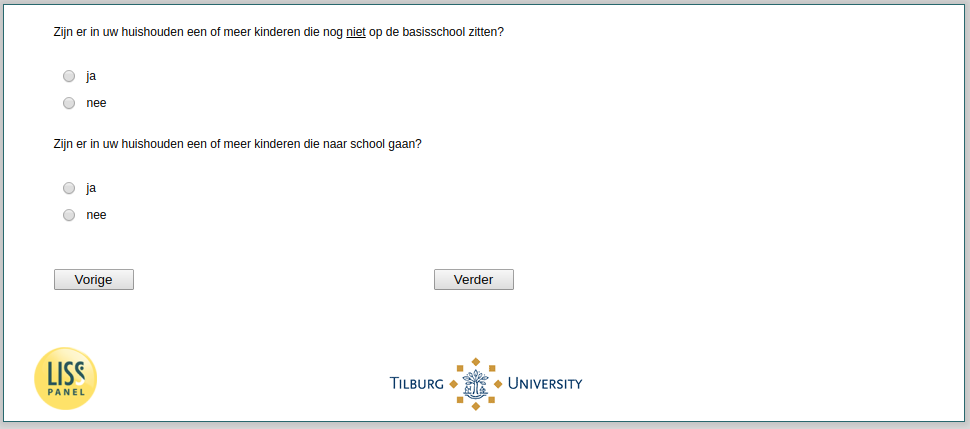 Zijn er in uw huishouden een of meer kinderen die nog niet op de basisschool zitten?
ja
nee
Zijn er in uw huishouden een of meer kinderen die naar school gaan?
ja
nee
Vorige
Verder
LISS
PANEL
TILBURG UNIVERSITY